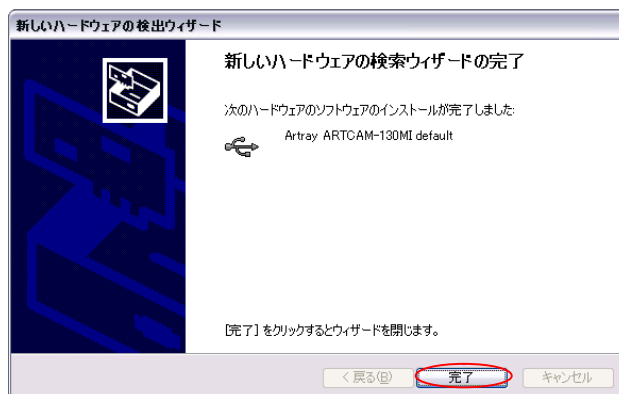 新しいハードウェアの検出ウィザード
新しいハードウェアの検索ウィザードの完了
次のハードウェアのソフトウェアのインストールが完了しました:
Artray ARTCAM-130MI default
[完了] をクリックするとウィザードを閉じます。
< 戻る(B) 完了 キャンセル